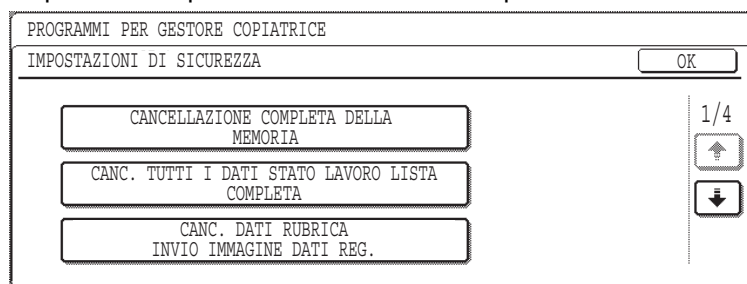 PROGRAMMI PER GESTORE COPIATRICE
IMPOSTAZIONI DI SICUREZZA
OK
CANCELLAZIONE COMPLETA DELLA
MEMORIA
1/4
CANC. TUTTI I DATI STATO LAVORO LISTA
COMPLETA
CANC. DATI RUBRICA
INVIO IMMAGINE DATI REG.